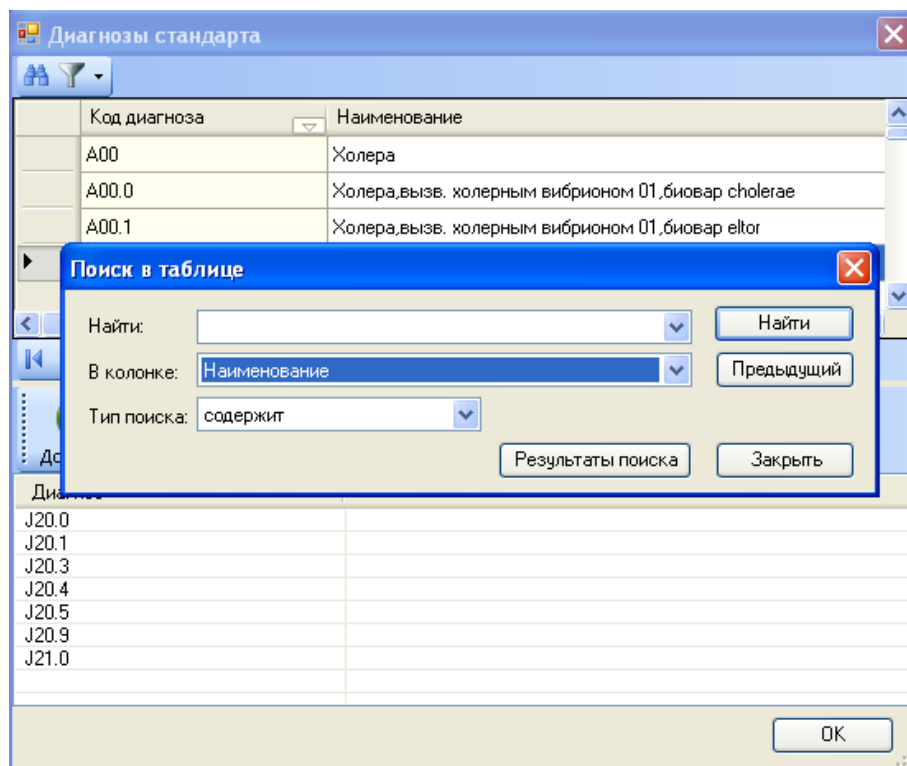 Диагнозы стандарта
Код диагноза Наименование
A00 Холера
A00.0 Холера,вызв. холерным вибрионом 01,биовар cholerae
A00.1 Холера,вызв. холерным вибрионом 01,биовар eltor
Поиск в таблице
Найти: Найти
В колонке: Наименование Предыдущий
Тип поиска: содержит
Результаты поиска Закрыть
J20.0
J20.1
J20.3
J20.4
J20.5
J20.9
J21.0
OK